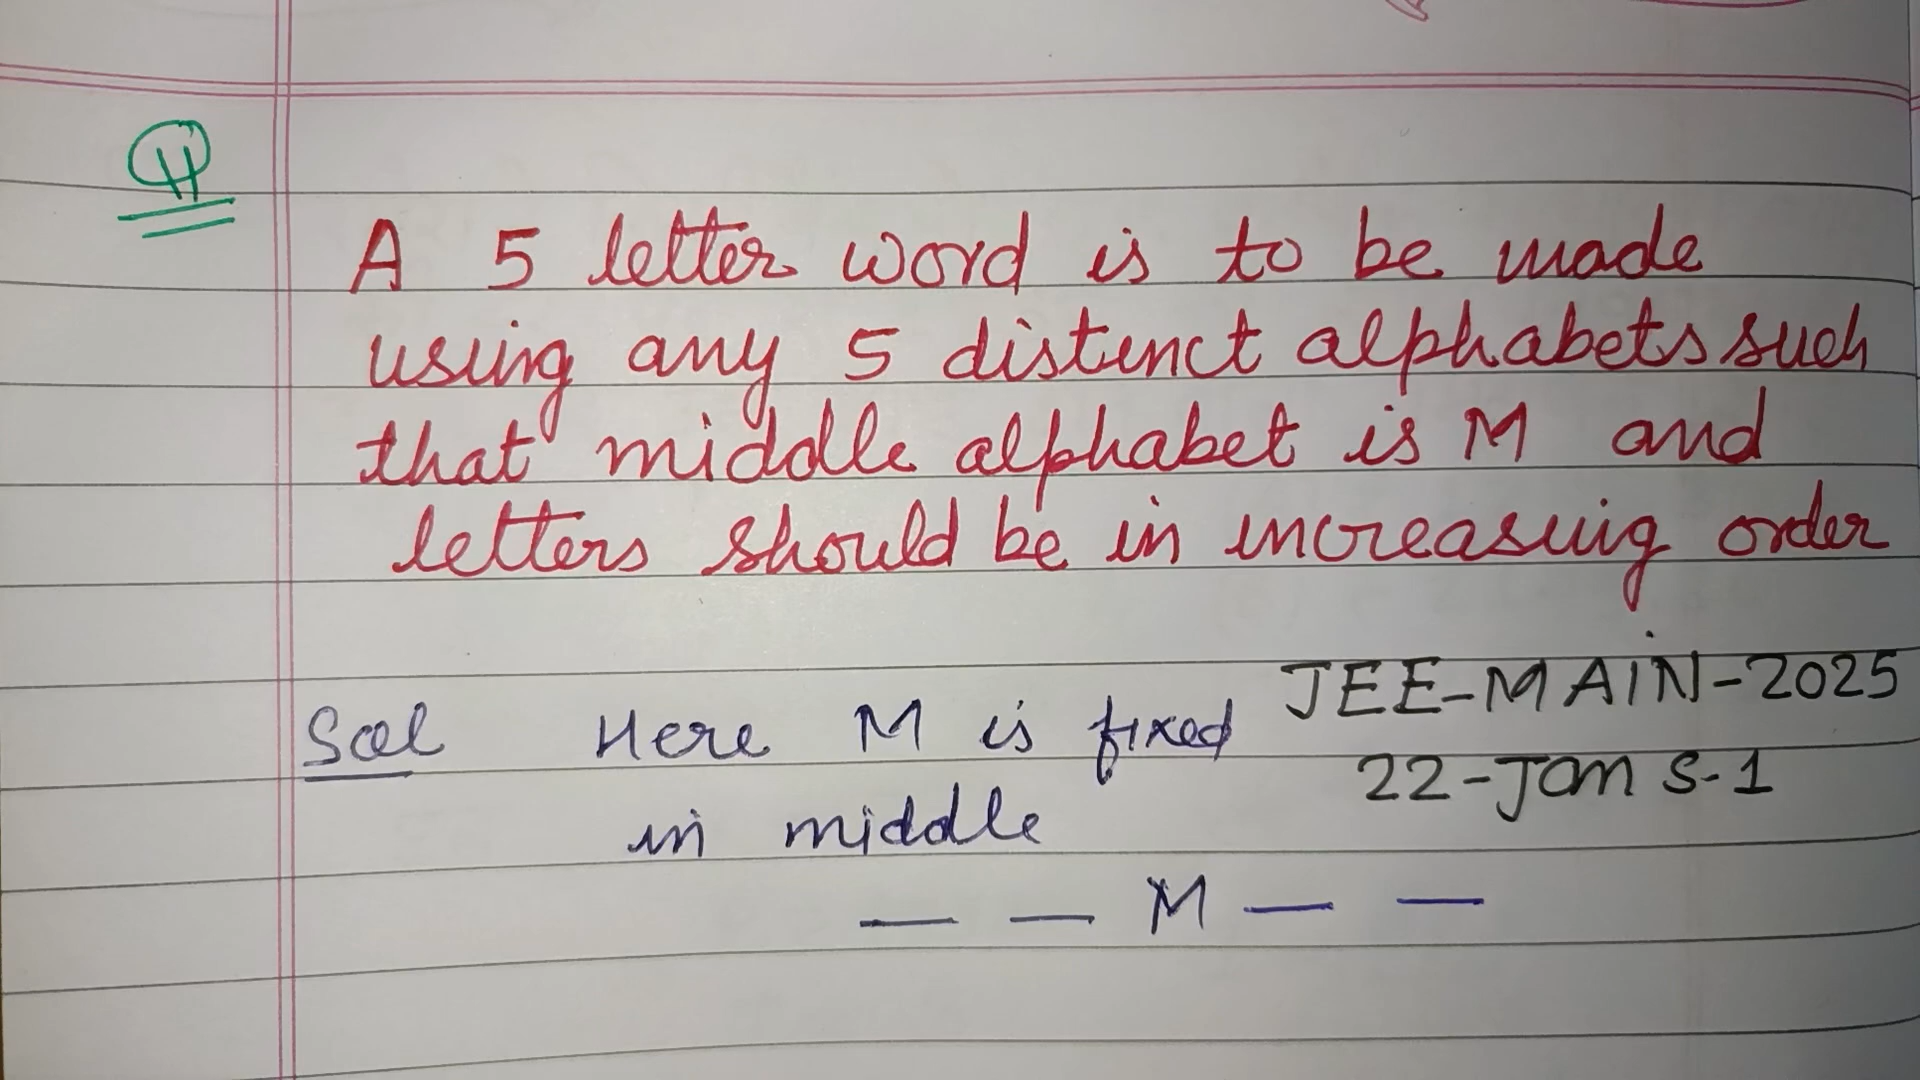 Q
A 5 letter word is to be made
using any 5 distinct alphabets such
that middle alphabet is M and
letters should be in increasing order
JEE-MAIN-2025
Sol Here M is fixed
22-Jan S-1
in middle
— — M — —